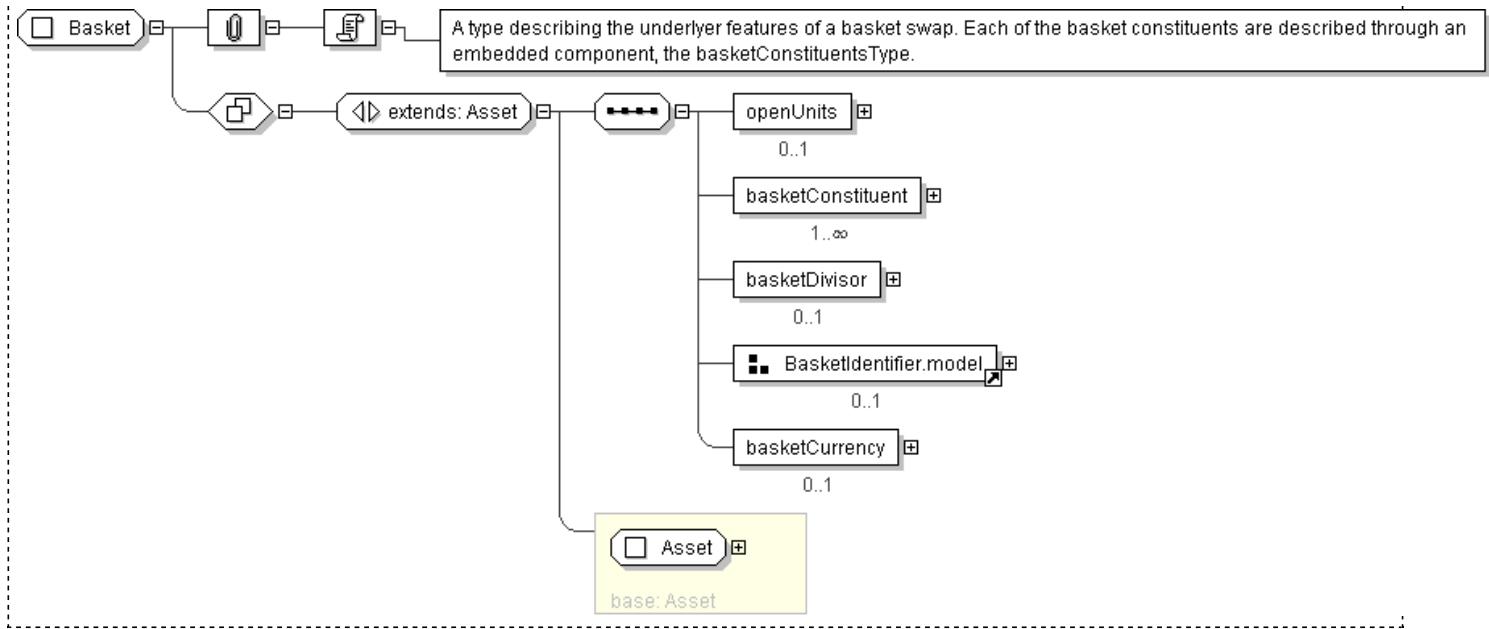 Basket
A type describing the underlyer features of a basket swap. Each of the basket constituents are described through an
embedded component, the basketConstituentsType.
extends: Asset
openUnits
0..1
basketConstituent
1..∞
basketDivisor
0..1
BasketIdentifier.model
0..1
basketCurrency
0..1
Asset
base: Asset